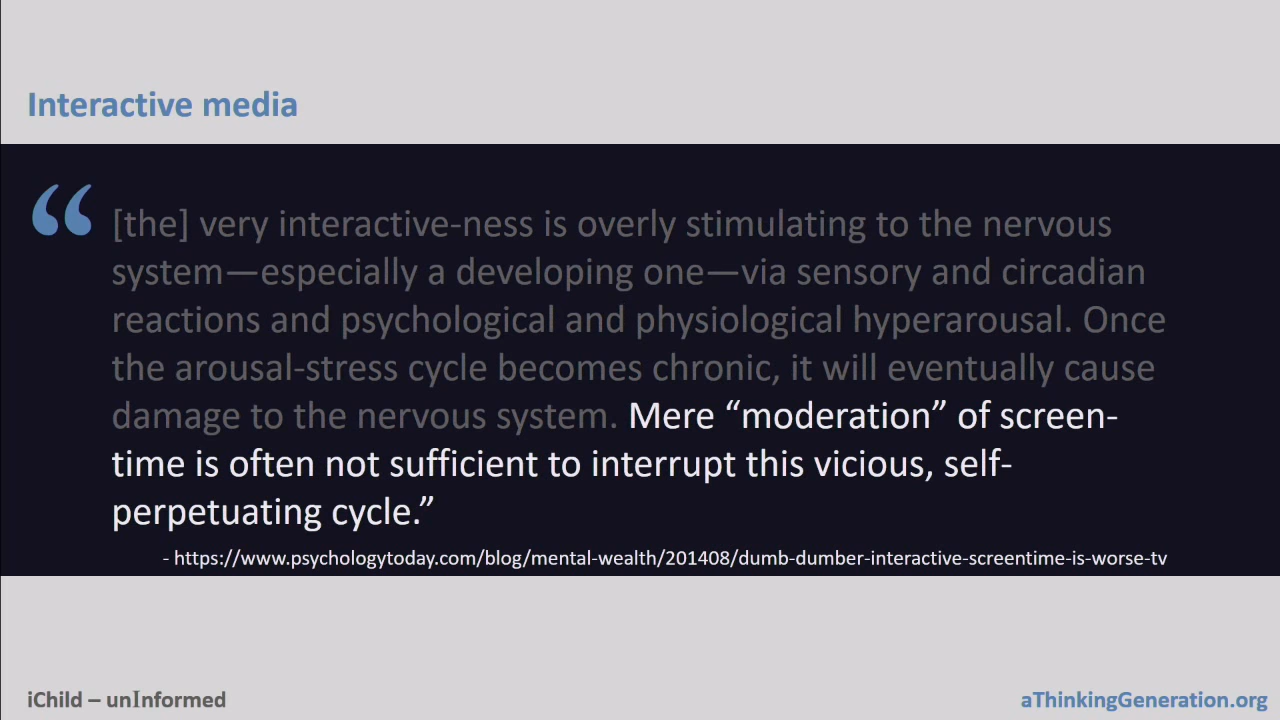 Interactive media
“ [the] very interactive-ness is overly stimulating to the nervous
system—especially a developing one—via sensory and circadian
reactions and psychological and physiological hyperarousal. Once
the arousal-stress cycle becomes chronic, it will eventually cause
damage to the nervous system. Mere “moderation” of screen-
time is often not sufficient to interrupt this vicious, self-
perpetuating cycle.”
- https://www.psychologytoday.com/blog/mental-wealth/201408/dumb-dumber-interactive-screentime-is-worse-tv
iChild – unInformed
aThinkingGeneration.org